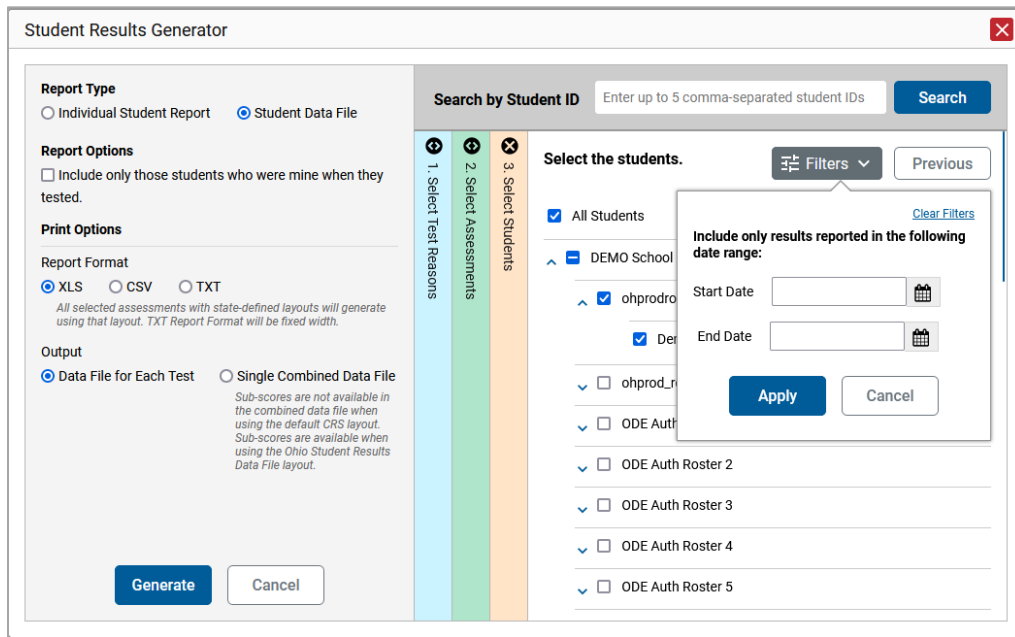 Student Results Generator
Report Type
Individual Student Report
Student Data File
Report Options
Include only those students who were mine when they
tested.
Print Options
Report Format
XLS
CSV
TXT
All selected assessments with state-defined layouts will generate
using that layout. TXT Report Format will be fixed width.
Output
Data File for Each Test
Single Combined Data File
Sub-scores are not available in
the combined data file when
using the default CRS layout.
Sub-scores are available when
using the Ohio Student Results
Data File layout.
Generate
Cancel
Search by Student ID
Enter up to 5 comma-separated student IDs
Search
1. Select Test Reasons
2. Select Assessments
3. Select Students
Select the students.
Filters
Previous
All Students
DEMO School
ohprodro
Der
ohprod_r
ODE Auth
ODE Auth Roster 2
ODE Auth Roster 3
ODE Auth Roster 4
ODE Auth Roster 5
Clear Filters
Include only results reported in the following
date range:
Start Date
End Date
Apply
Cancel